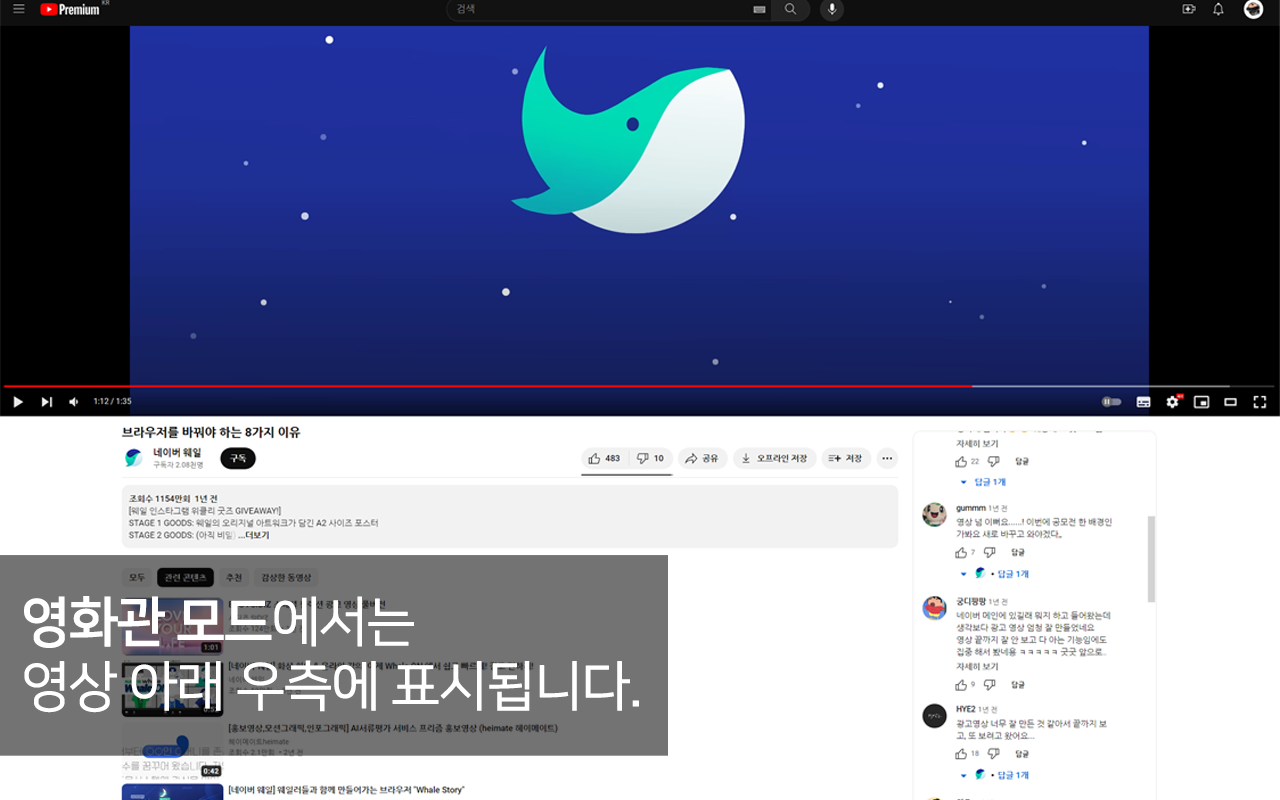 Premium KR
검색
1:12 / 1:35
브라우저를 바꿔야 하는 8가지 이유
네이버 웨일
구독자 2.08천명
구독
483
10
공유
오프라인 저장
저장
조회수 1154만회 1년 전
[웨일 인스타그램 위클리 굿즈 GIVEAWAY!]
STAGE 1 GOODS: 웨일의 오리지널 아트워크가 담긴 A2 사이즈 포스터
STAGE 2 GOODS: (아직 비밀) ...더보기
모두
관련 콘텐츠
추천
감상한 동영상
1:01
영화관 모드에서는
영상 아래 우측에 표시됩니다.
[홍보영상,모션그래픽,인포그래픽] AI서류평가 서비스 프리즘 홍보영상 (heimate 헤이메이트)
헤이메이트heimate
조회수 2.1만회 • 2년 전
수를 꿈꾸어 왔습니다.
0:42
[네이버 웨일] 웨일러들과 함께 만들어가는 브라우저 "Whale Story"
자세히 보기
22
답글
답글 1개
gummm 1년 전
영상 넘 이뻐요......! 이번에 공모전 한 배경인
가봐요 새로 바꾸고 와야겠다,,
7
답글
• 답글 1개
궁디팡팡 1년 전
네이버 메인에 있길래 뭐지 하고 들어왔는데
생각보다 광고 영상 엄청 잘 만들었네요
영상 끝까지 잘 안 보고 다 아는 기능임에도
집중 해서 봤네용 ㅋㅋㅋㅋㅋ 굿굿 앞으로..
자세히 보기
9
답글
HYE2 1년 전
광고영상 너무 잘 만든 것 같아서 끝까지 보
고, 또 보려고 왔어요...
18
답글
• 답글 1개